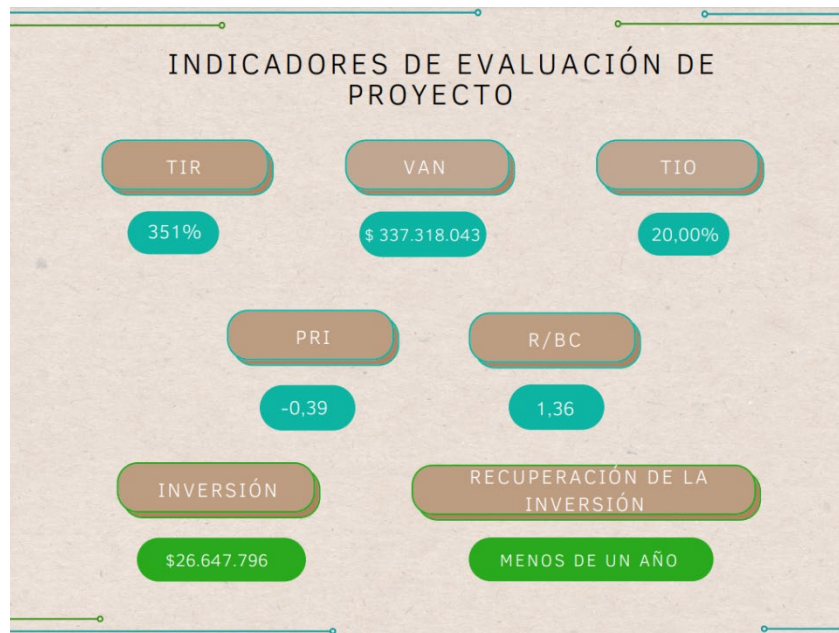 INDICADORES DE EVALUACIÓN DE
PROYECTO
TIR
VAN
TIO
351%
$ 337.318.043
20,00%
PRI
R/BC
-0,39
1,36
INVERSIÓN
RECUPERACIÓN DE LA
INVERSIÓN
$26.647.796
MENOS DE UN AÑO